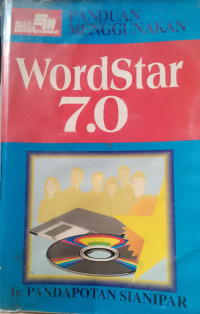 PANDUAN
MENGGUNAKAN
WordStar
7.0
Ir. PANDAPOTAN SIANIPAR